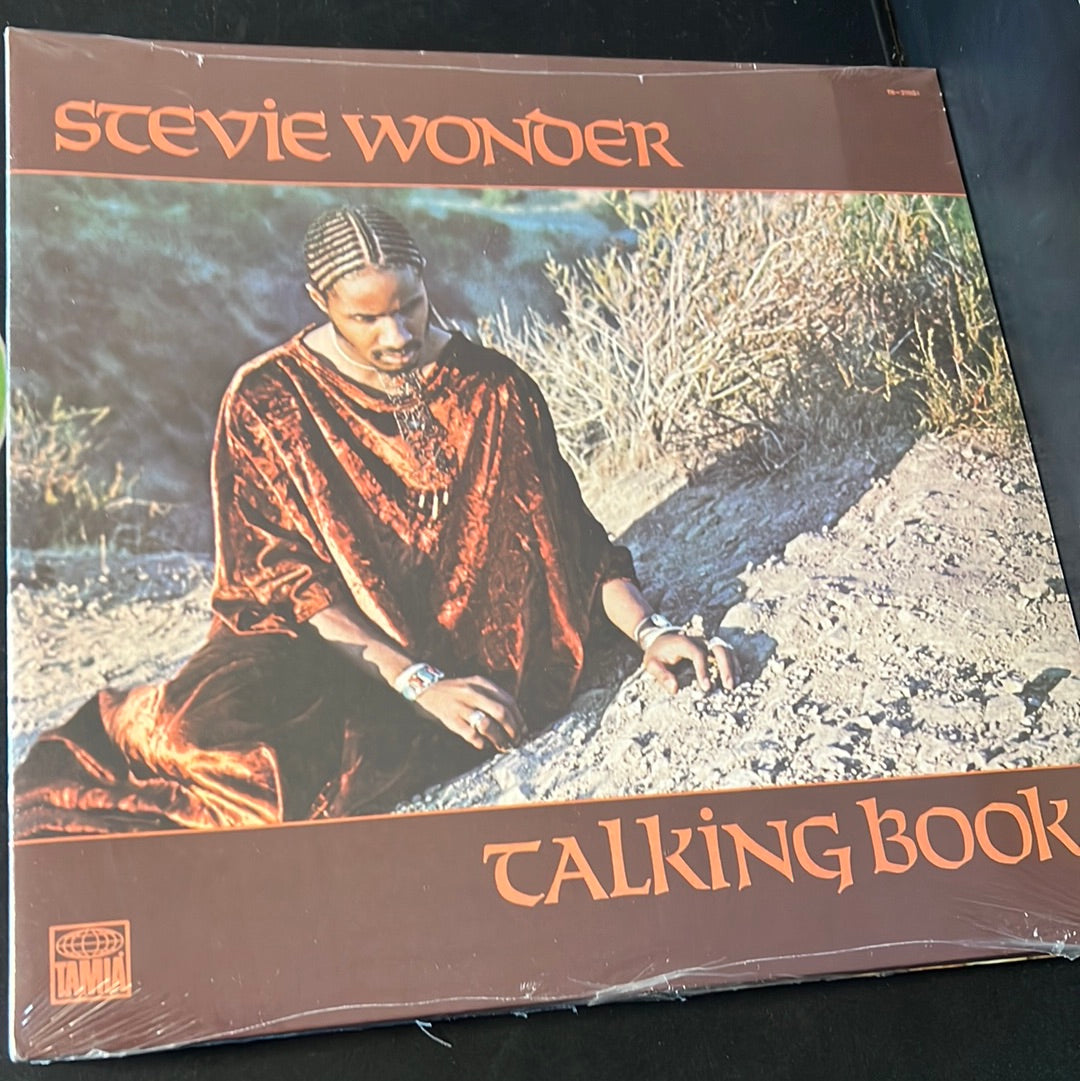 STEVIE WONDER
TALKING BOOK
TAMLA